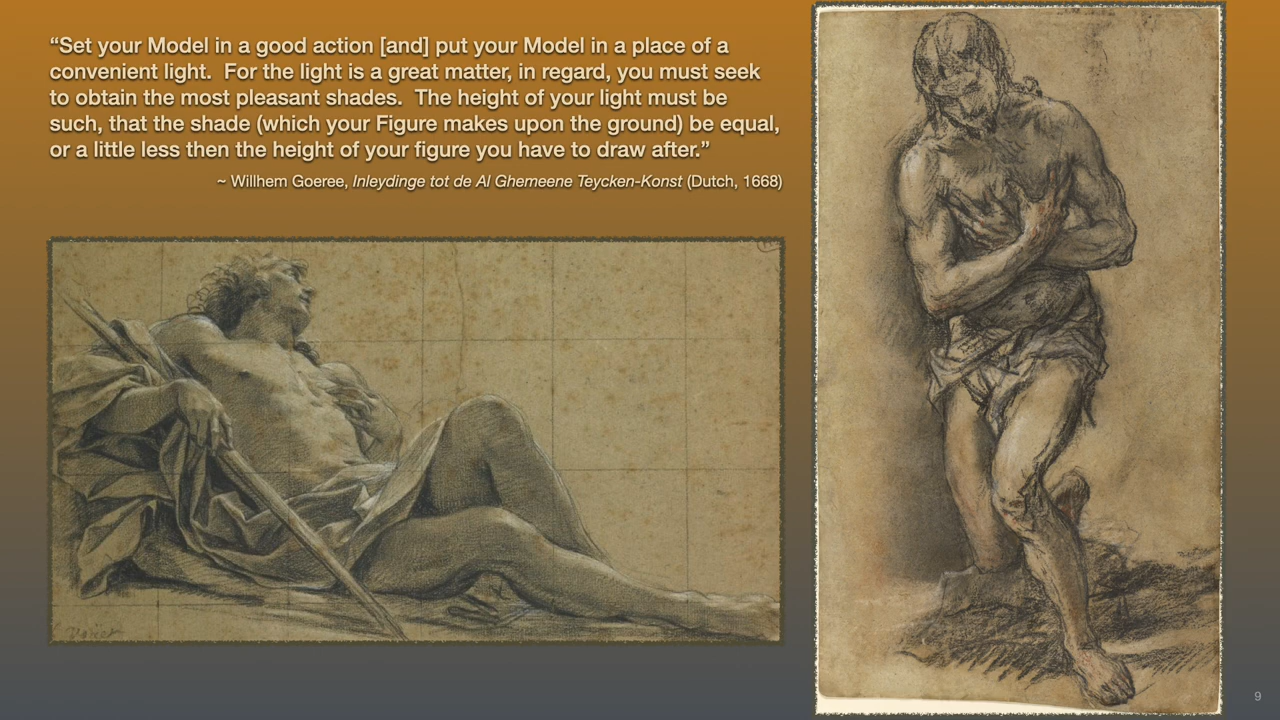 “Set your Model in a good action [and] put your Model in a place of a
convenient light.  For the light is a great matter, in regard, you must seek
to obtain the most pleasant shades.  The height of your light must be
such, that the shade (which your Figure makes upon the ground) be equal,
or a little less then the height of your figure you have to draw after.”
~ Willhem Goeree, Inleydinge tot de Al Ghemeene Teycken-Konst (Dutch, 1668)
9